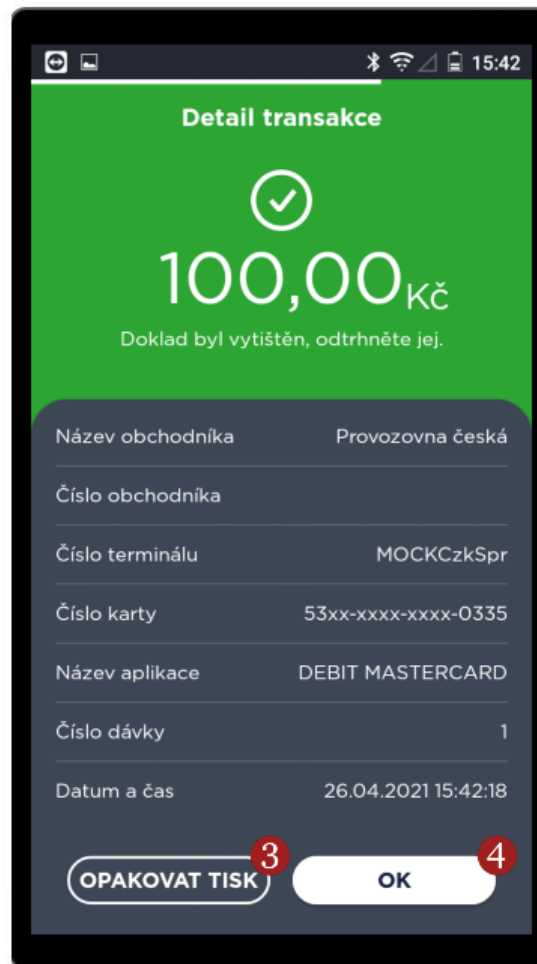 15:42
Detail transakce
100,00 Kč
Doklad byl vytištěn, odtrhněte jej.
Název obchodníka Provozovna česká
Číslo obchodníka
Číslo terminálu MOCKCzkSpr
Číslo karty 53xx-xxxx-xxxx-0335
Název aplikace DEBIT MASTERCARD
Číslo dávky 1
Datum a čas 26.04.2021 15:42:18
3 4
OPAKOVAT TISK OK